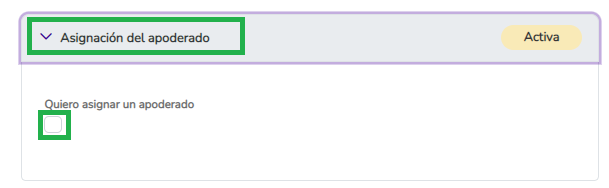 Asignación del apoderado
Activa
Quiero asignar un apoderado